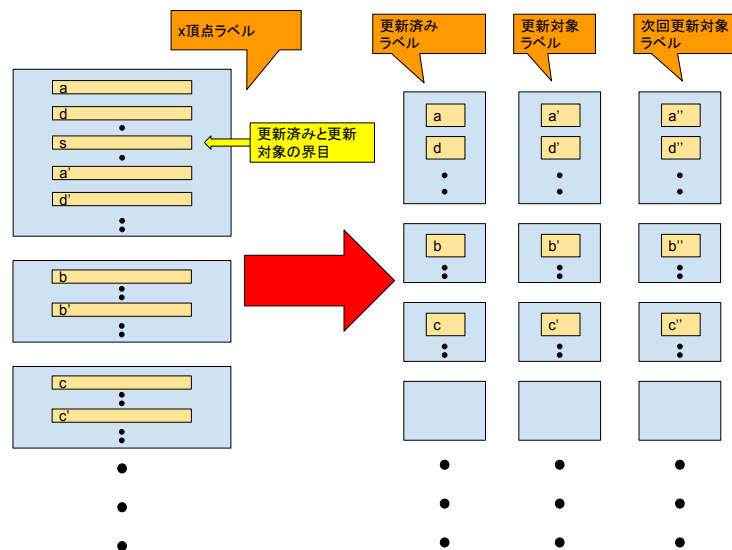 x頂点ラベル
更新済み
ラベル
更新対象
ラベル
次回更新対象
ラベル
a
d
s
a'
d'
更新済みと更新
対象の界目
b
b'
c
c'
a
d
b
c
a'
d'
b'
c'
a''
d''
b''
c''